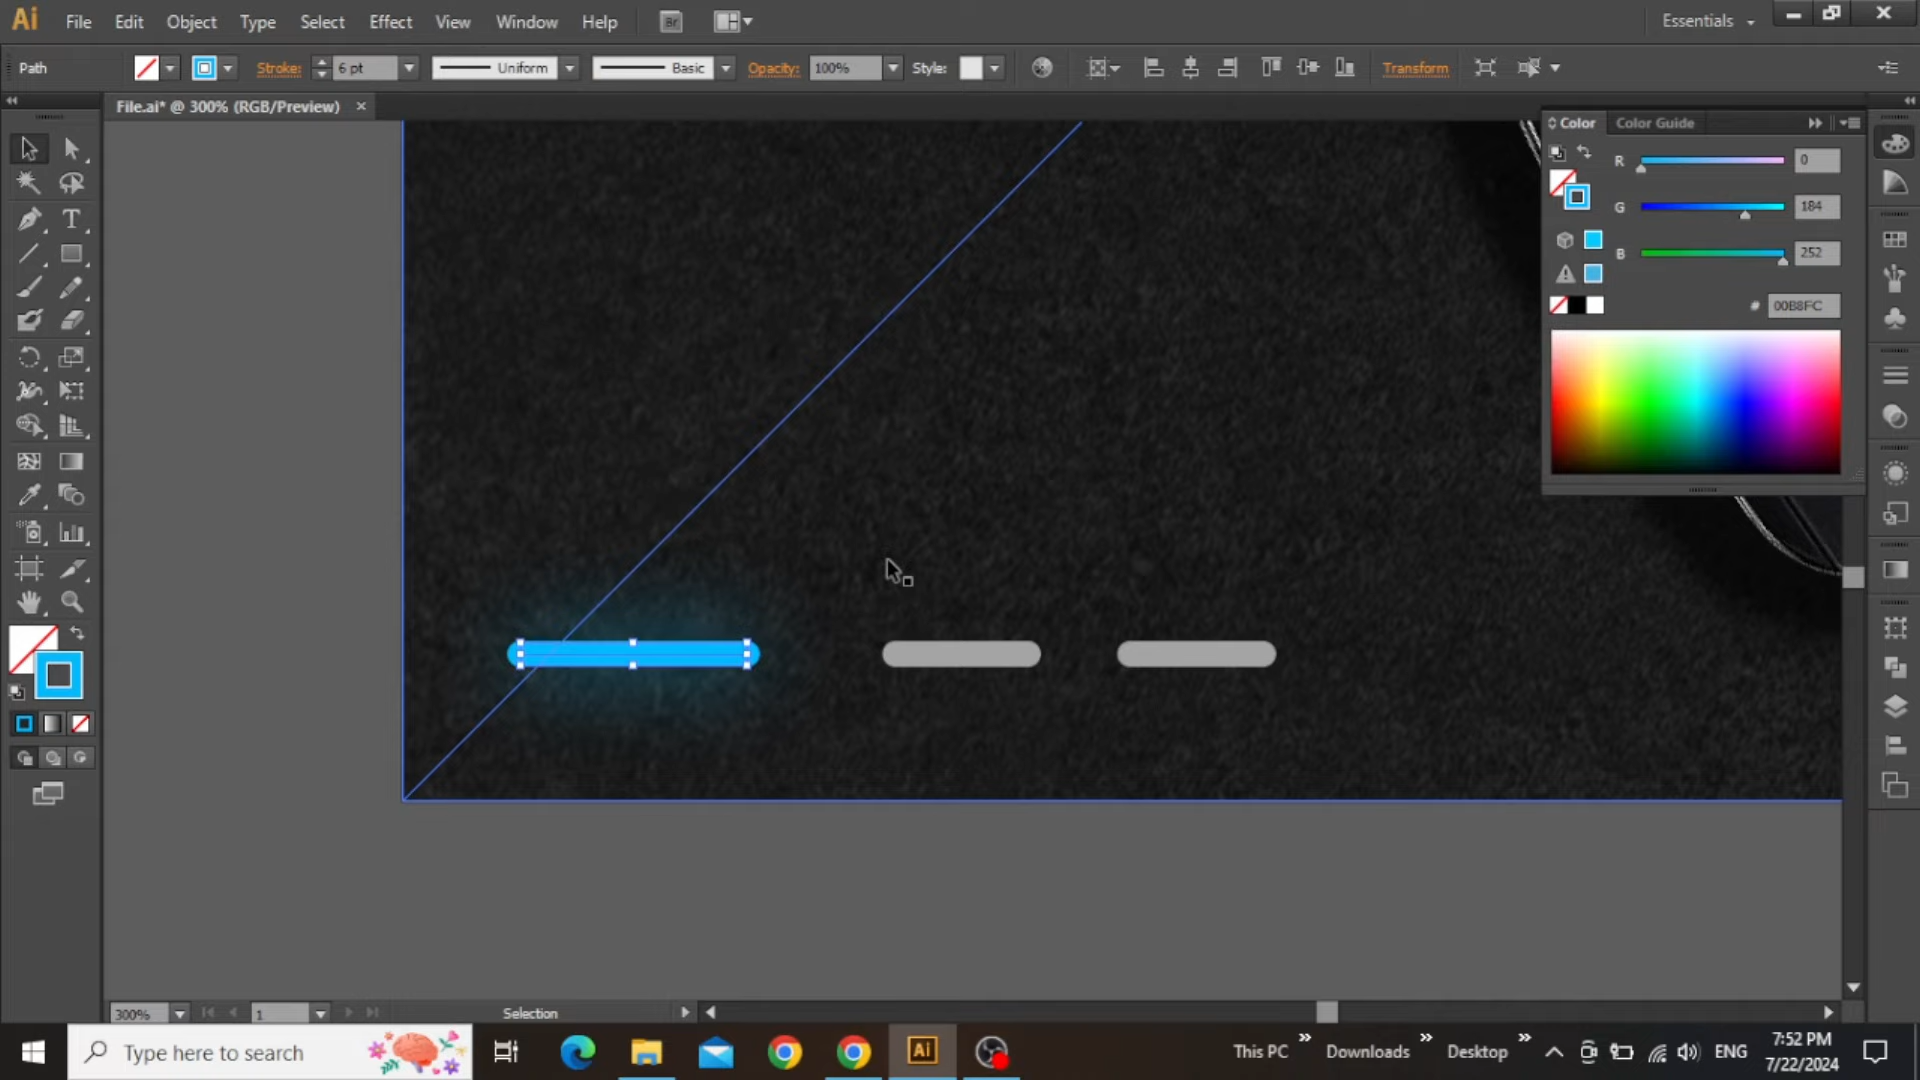 Ai File Edit Object Type Select Effect View Window Help Br Essentials
Path Stroke: 6 pt Uniform Basic Opacity: 100% Style: Transform
File.ai* @ 300% (RGB/Preview)
Color Color Guide
R 0
G 184
B 252
# 00B8FC
T
300% 1 Selection
Type here to search Ai This PC Downloads Desktop ENG 7:52 PM
7/22/2024